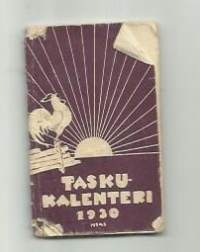 TASKU-
KALENTERI
1930